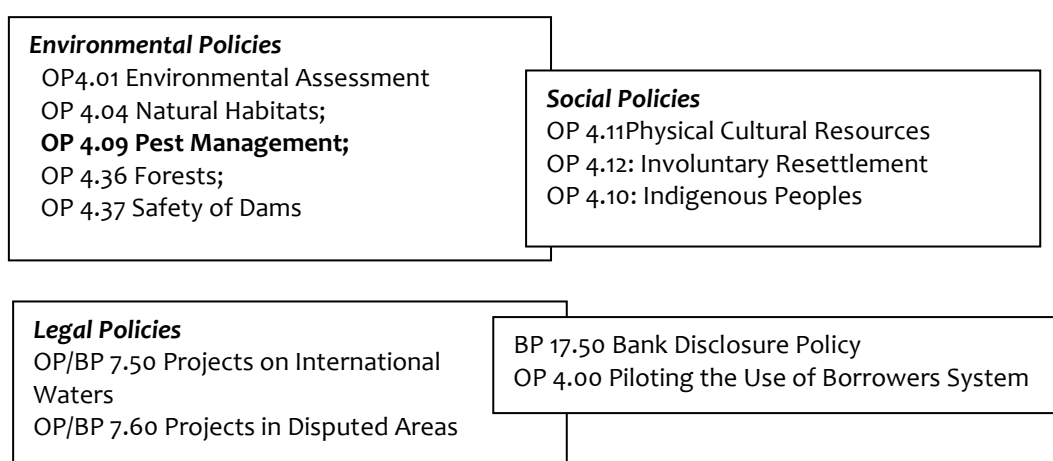 Environmental Policies
OP4.01 Environmental Assessment
OP 4.04 Natural Habitats;
OP 4.09 Pest Management;
OP 4.36 Forests;
OP 4.37 Safety of Dams
Social Policies
OP 4.11Physical Cultural Resources
OP 4.12: Involuntary Resettlement
OP 4.10: Indigenous Peoples
Legal Policies
OP/BP 7.50 Projects on International
Waters
OP/BP 7.60 Projects in Disputed Areas
BP 17.50 Bank Disclosure Policy
OP 4.00 Piloting the Use of Borrowers System